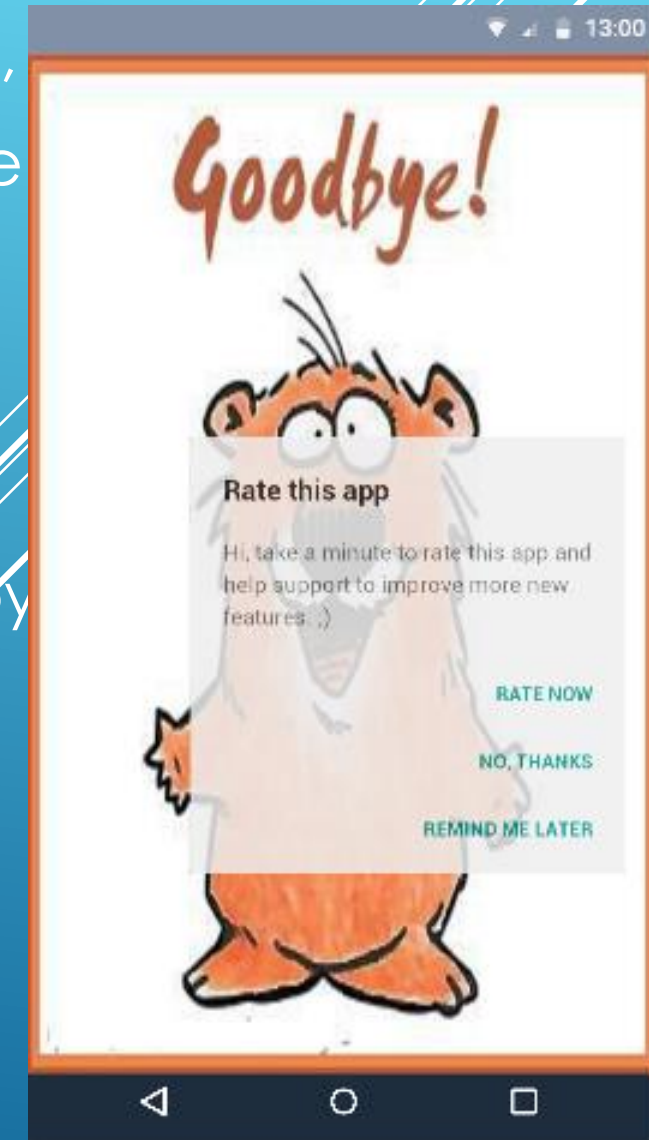 ,
e
y
13:00
Goodbye!
Rate this app
Hi, take a minute to rate this app and
help support to improve more new
features. ;)
RATE NOW
NO, THANKS
REMIND ME LATER